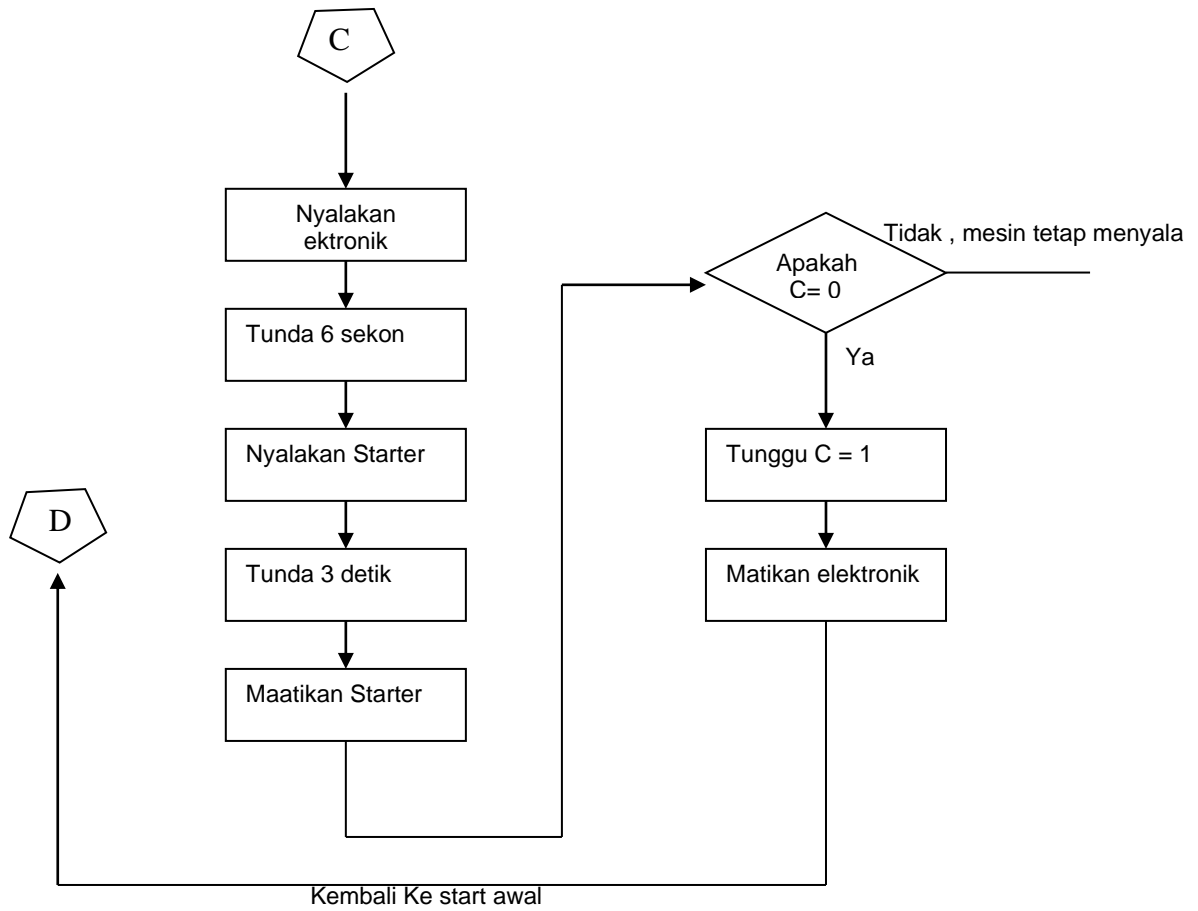 C
Nyalakan
ektronik
Tunda 6 sekon
Nyalakan Starter
Tunda 3 detik
Maatikan Starter
Apakah
C= 0
Tidak , mesin tetap menyala
Ya
Tunggu C = 1
Matikan elektronik
D
Kembali Ke start awal